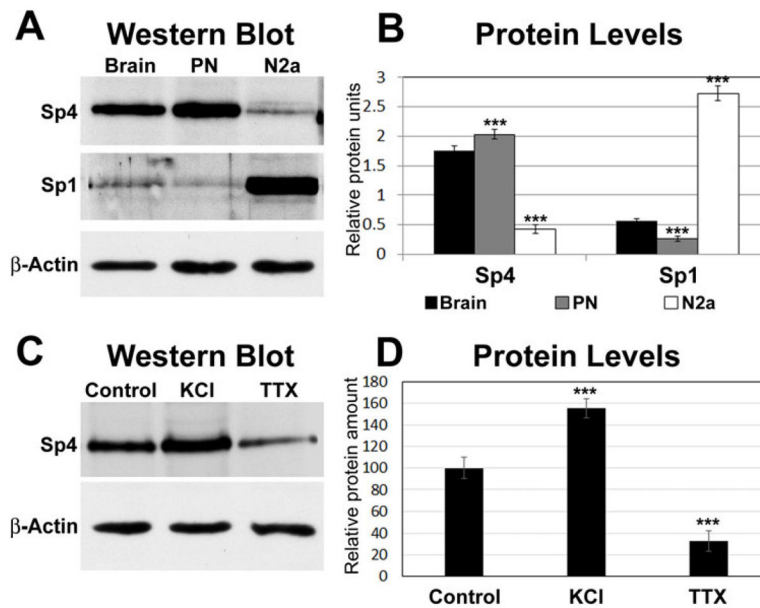 A
Western Blot
Brain PN N2a
Sp4
Sp1
β-Actin
B
Protein Levels
Relative protein units
3
2.5
2
1.5
1
0.5
0
***
***
***
***
Sp4 Sp1
Brain PN N2a
C
Western Blot
Control KCl TTX
Sp4
β-Actin
D
Protein Levels
Relative protein amount
180
160
140
120
100
80
60
40
20
0
***
***
Control KCl TTX